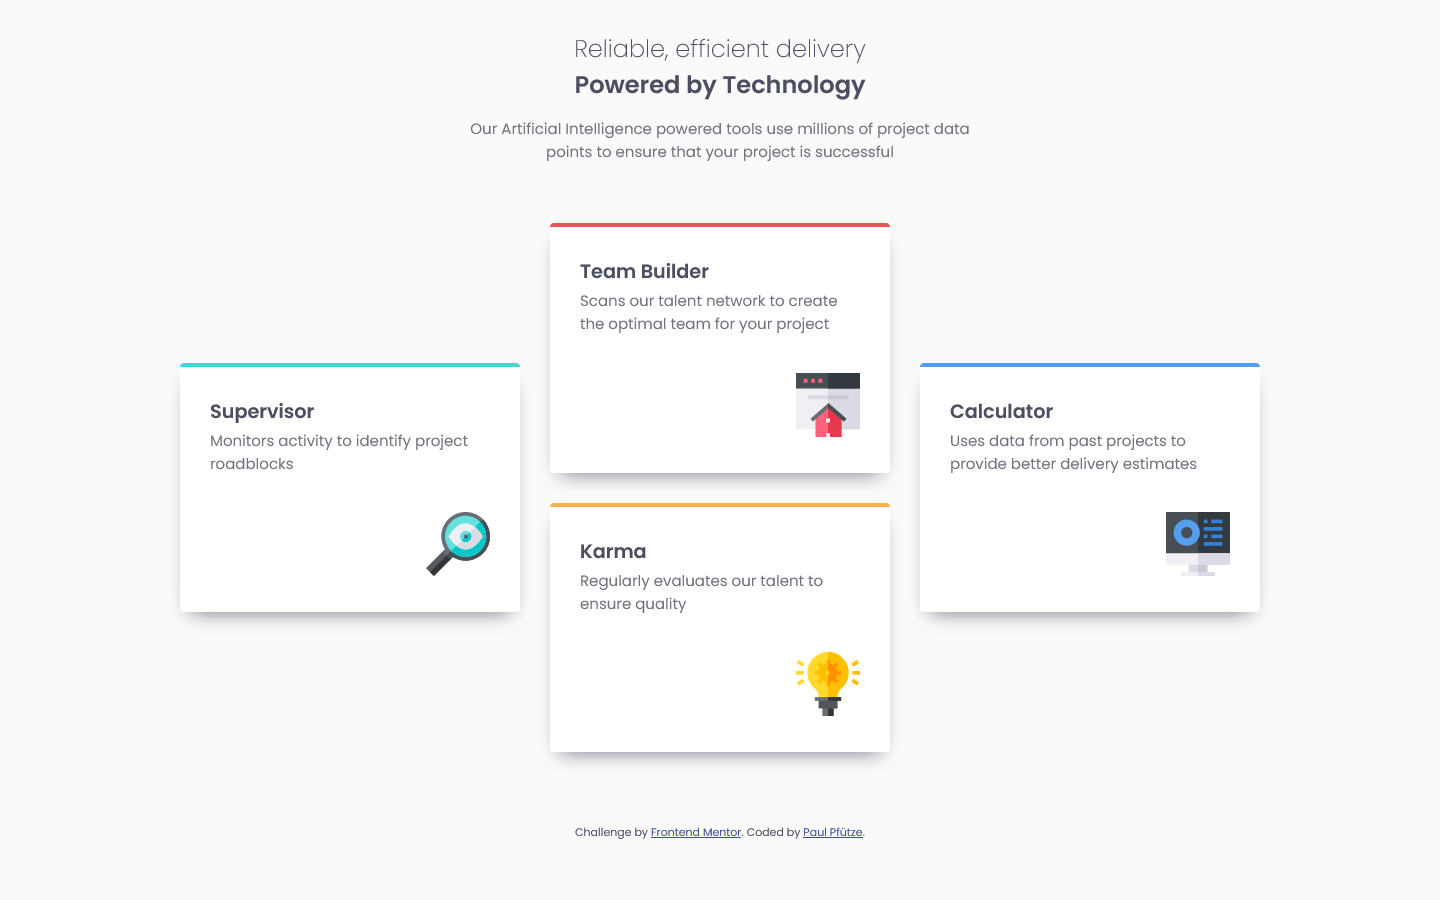 Reliable, efficient delivery
Powered by Technology
Our Artificial Intelligence powered tools use millions of project data
points to ensure that your project is successful
Team Builder
Scans our talent network to create
the optimal team for your project
Supervisor
Monitors activity to identify project
roadblocks
Calculator
Uses data from past projects to
provide better delivery estimates
Karma
Regularly evaluates our talent to
ensure quality
Challenge by Frontend Mentor. Coded by Paul Pfütze.